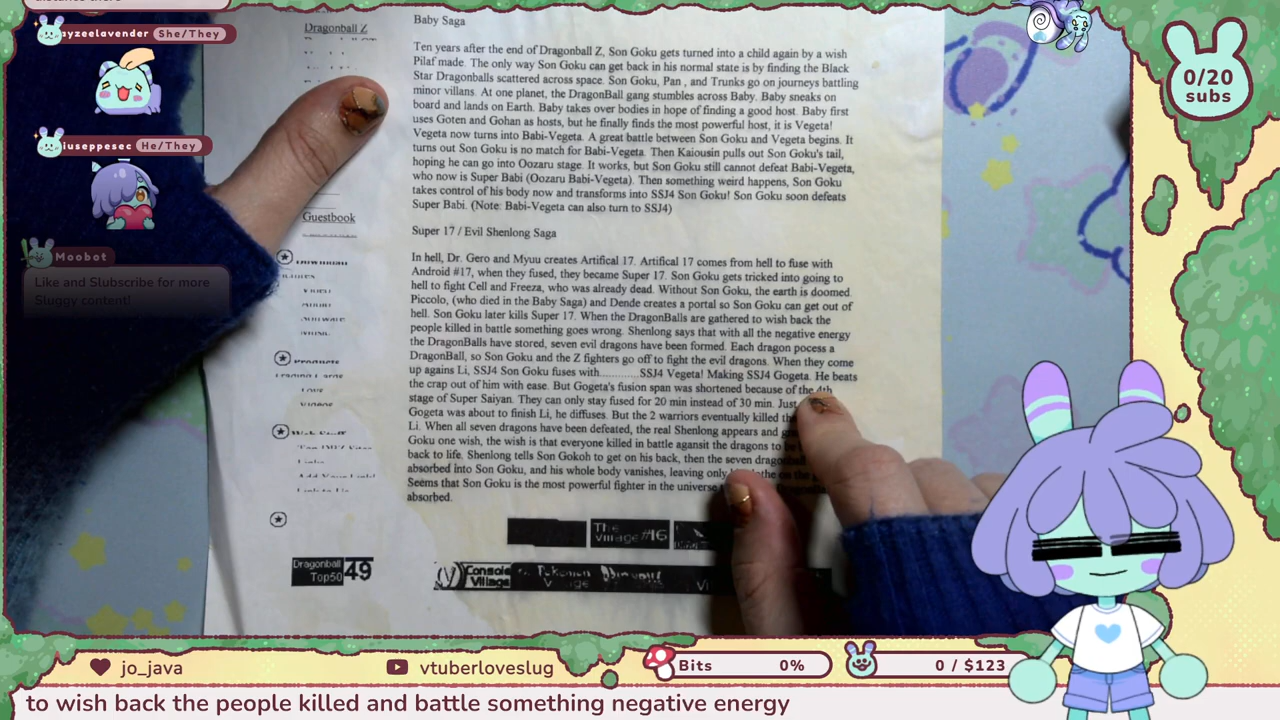 distance there
ayzeelavender She/They
iuseppesec He/They
Moobot
Like and Slubscribe for more
Sluggy content!
Dragonball Z
Guestbook
Products
Trading Cards
Videos
Links
Dragonball
Top50 49
Baby Saga
Ten years after the end of Dragonball Z, Son Goku gets turned into a child again by a wish
Pilaf made. The only way Son Goku can get back in his normal state is by finding the Black
Star Dragonballs scattered across space. Son Goku, Pan , and Trunks go on journeys battling
minor villans. At one planet, the DragonBall gang stumbles across Baby. Baby sneaks on
board and lands on Earth. Baby takes over bodies in hope of finding a good host. Baby first
uses Goten and Gohan as hosts, but he finally finds the most powerful host, it is Vegeta!
Vegeta now turns into Babi-Vegeta. A great battle between Son Goku and Vegeta begins. It
turns out Son Goku is no match for Babi-Vegeta. Then Kaiousin pulls out Son Goku's tail,
hoping he can go into Oozaru stage. It works, but Son Goku still cannot defeat Babi-Vegeta,
who now is Super Babi (Oozaru Babi-Vegeta). Then something weird happens, Son Goku
takes control of his body now and transforms into SSJ4 Son Goku! Son Goku soon defeats
Super Babi. (Note: Babi-Vegeta can also turn to SSJ4)
Super 17 / Evil Shenlong Saga
In hell, Dr. Gero and Myuu creates Artifical 17. Artifical 17 comes from hell to fuse with
Android #17, when they fused, they became Super 17. Son Goku gets tricked into going to
hell to fight Cell and Freeza, who was already dead. Without Son Goku, the earth is doomed.
Piccolo, (who died in the Baby Saga) and Dende creates a portal so Son Goku can get out of
hell. Son Goku later kills Super 17. When the DragonBalls are gathered to wish back the
people killed in battle something goes wrong. Shenlong says that with all the negative energy
the DragonBalls have stored, seven evil dragons have been formed. Each dragon pocess a
DragonBall, so Son Goku and the Z fighters go off to fight the evil dragons. When they come
up agains Li, SSJ4 Son Goku fuses with..............SSJ4 Vegeta! Making SSJ4 Gogeta. He beats
the crap out of him with ease. But Gogeta's fusion span was shortened because of the 4th
stage of Super Saiyan. They can only stay fused for 20 min instead of 30 min. Just
Gogeta was about to finish Li, he diffuses. But the 2 warriors eventually killed the
Li. When all seven dragons have been defeated, the real Shenlong appears and
Goku one wish, the wish is that everyone killed in battle agansit the dragons to be
back to life. Shenlong tells Son Gokoh to get on his back, then the seven dragonball
absorbed into Son Goku, and his whole body vanishes, leaving only
Seems that Son Goku is the most powerful fighter in the universe
absorbed.
The
Village #16
Console
Village
0/20
subs
jo_java
vtuberloveslug
Bits 0%
0 / $123
to wish back the people killed and battle something negative energy